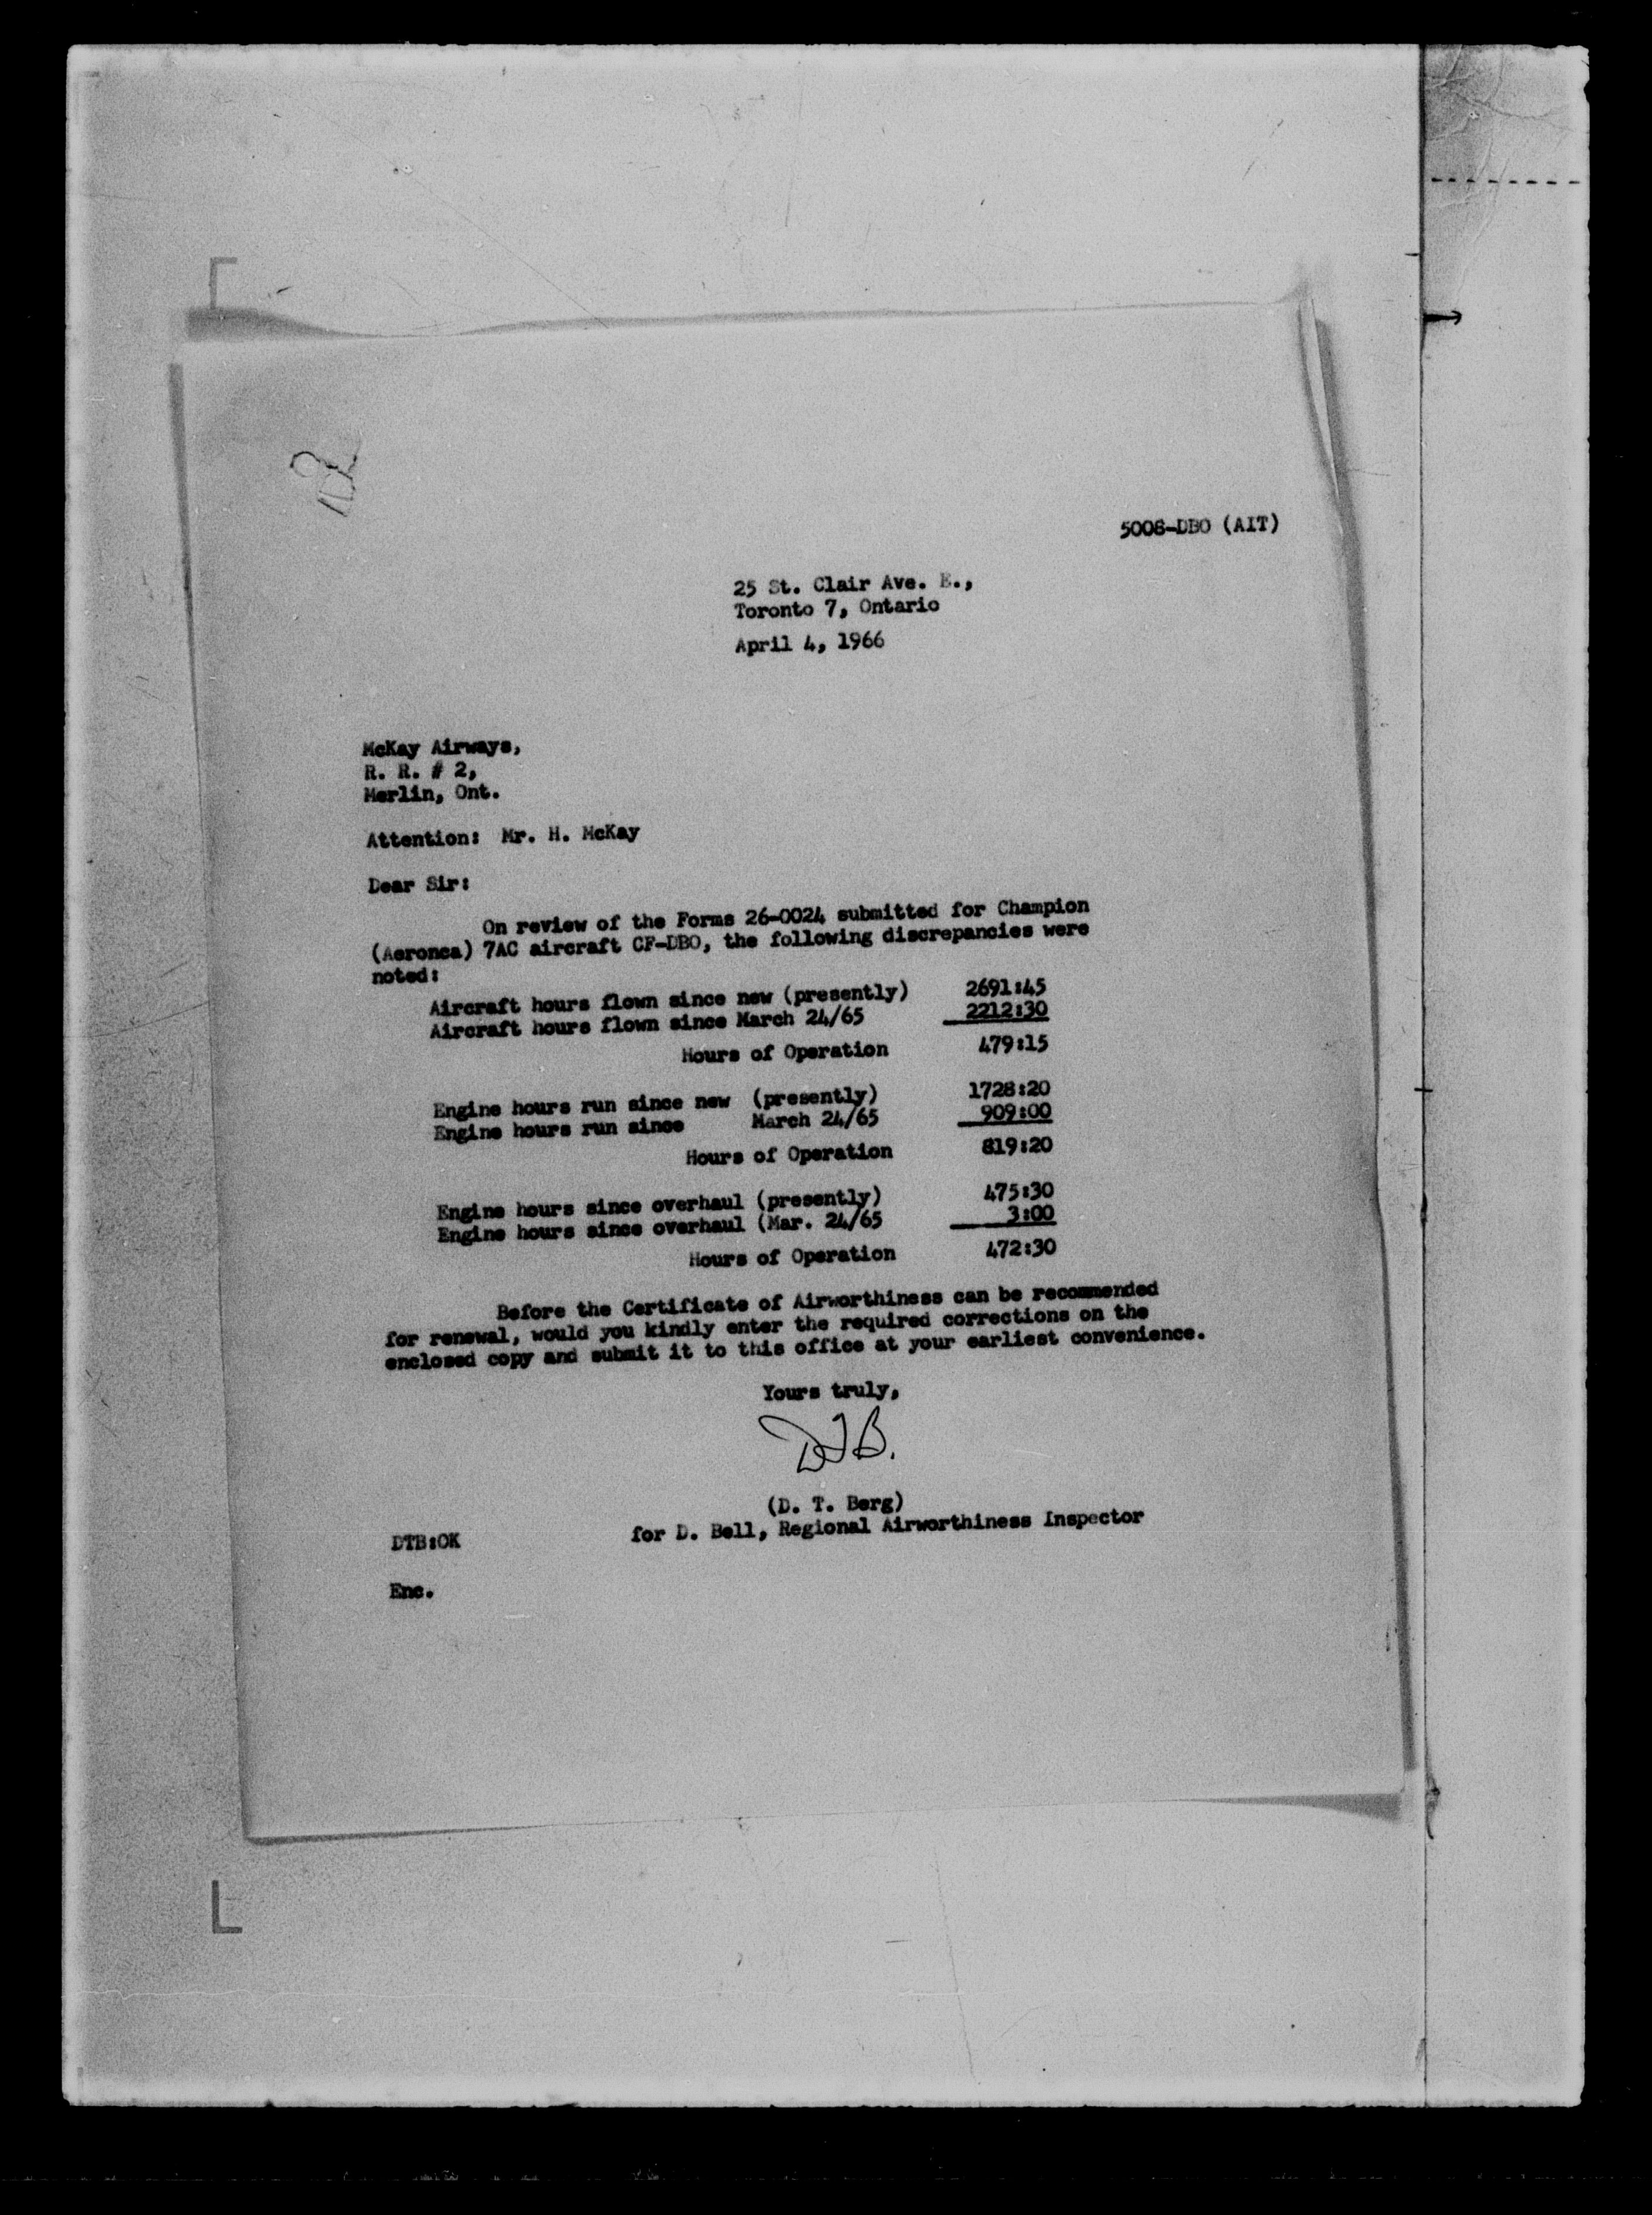 5008-DBO (AIT)
25 St. Clair Ave. E.,
Toronto 7, Ontario
April 4, 1966
McKay Airways,
R. R. # 2,
Merlin, Ont.
Attention: Mr. H. McKay
Dear Sir:
On review of the Forms 26-0024 submitted for Champion
(Aeronca) 7AC aircraft CF-DBO, the following discrepancies were
noted:
Aircraft hours flown since new (presently) 2691:45
Aircraft hours flown since March 24/65 2212:30
Hours of Operation 479:15
Engine hours run since new (presently) 1728:20
Engine hours run since March 24/65 909:00
Hours of Operation 819:20
Engine hours since overhaul (presently) 475:30
Engine hours since overhaul (Mar. 24/65 3:00
Hours of Operation 472:30
Before the Certificate of Airworthiness can be recommended
for renewal, would you kindly enter the required corrections on the
enclosed copy and submit it to this office at your earliest convenience.
Yours truly,
DTB.
(D. T. Berg)
for D. Bell, Regional Airworthiness Inspector
DTB:OK
Enc.